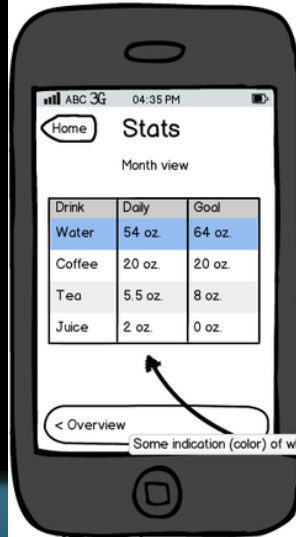 ABC 3G 04:35 PM
Home Stats
Month view
Drink Daily Goal
Water 54 oz. 64 oz.
Coffee 20 oz. 20 oz.
Tea 5.5 oz. 8 oz.
Juice 2 oz. 0 oz.
< Overview
Some indication (color) of